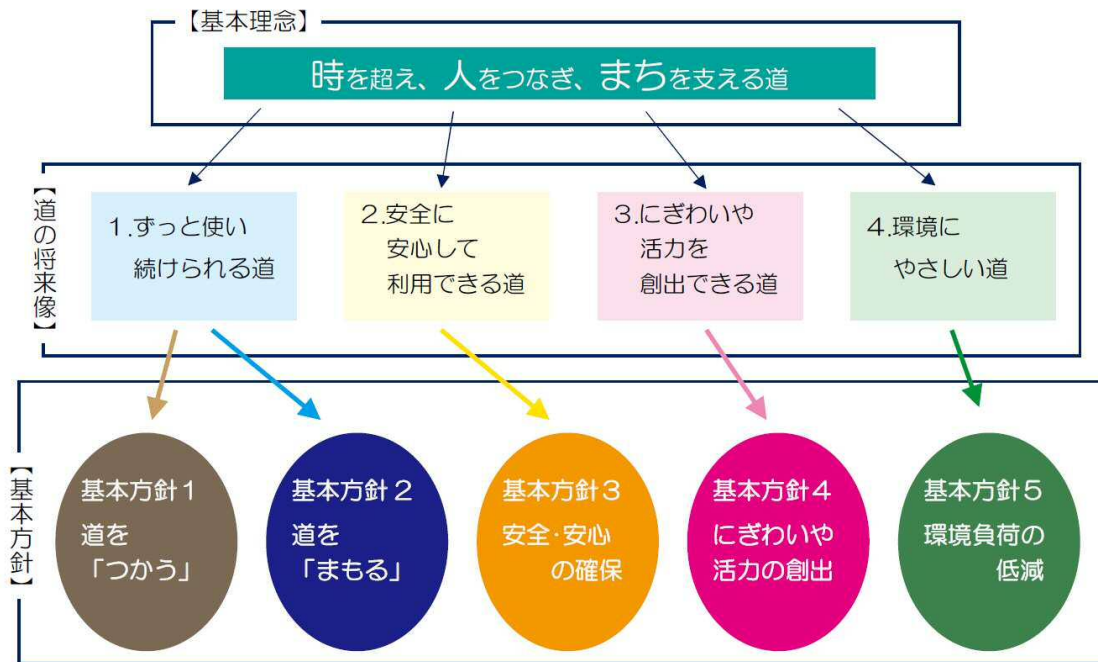 【基本理念】
時を超え、人をつなぎ、まちを支える道
【道の将来像】
1.ずっと使い
続けられる道
2.安全に
安心して
利用できる道
3.にぎわいや
活力を
創出できる道
4.環境に
やさしい道
【基本方針】
基本方針1
道を
「つかう」
基本方針2
道を
「まもる」
基本方針3
安全・安心
の確保
基本方針4
にぎわいや
活力の創出
基本方針5
環境負荷の
低減